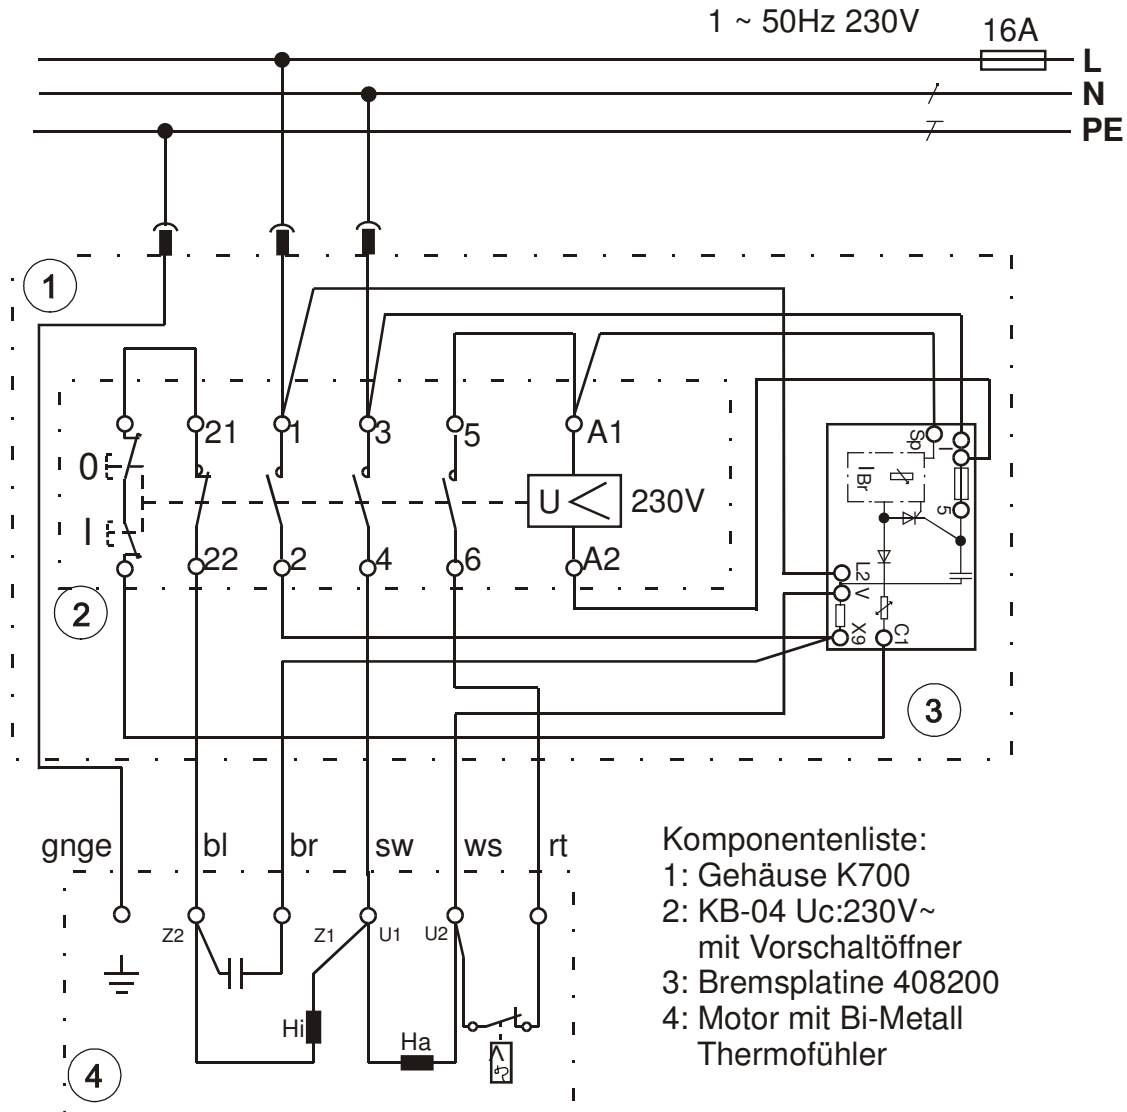 1 ~ 50Hz 230V
16A
L
N
PE
1
21
1
3
5
A1
0
I
U <
230V
22
2
4
6
A2
2
Sp
I
IBr
5
L2
V
X9
C1
3
gnge
bl
br
sw
ws
rt
Z2
Z1
U1
U2
Hi
Ha
4
Komponentenliste:
1: Gehäuse K700
2: KB-04 Uc:230V~
mit Vorschaltöffner
3: Bremsplatine 408200
4: Motor mit Bi-Metall
Thermofühler